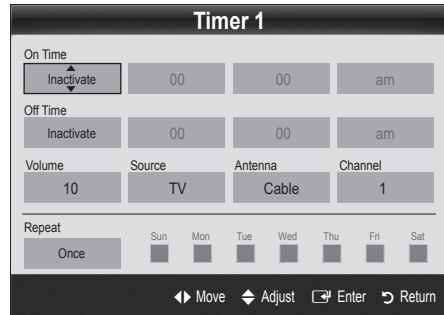 Timer 1
On Time
Inactivate 00 00 am
Off Time
Inactivate 00 00 am
Volume Source Antenna Channel
10 TV Cable 1
Repeat Sun Mon Tue Wed Thu Fri Sat
Once
Move Adjust Enter Return